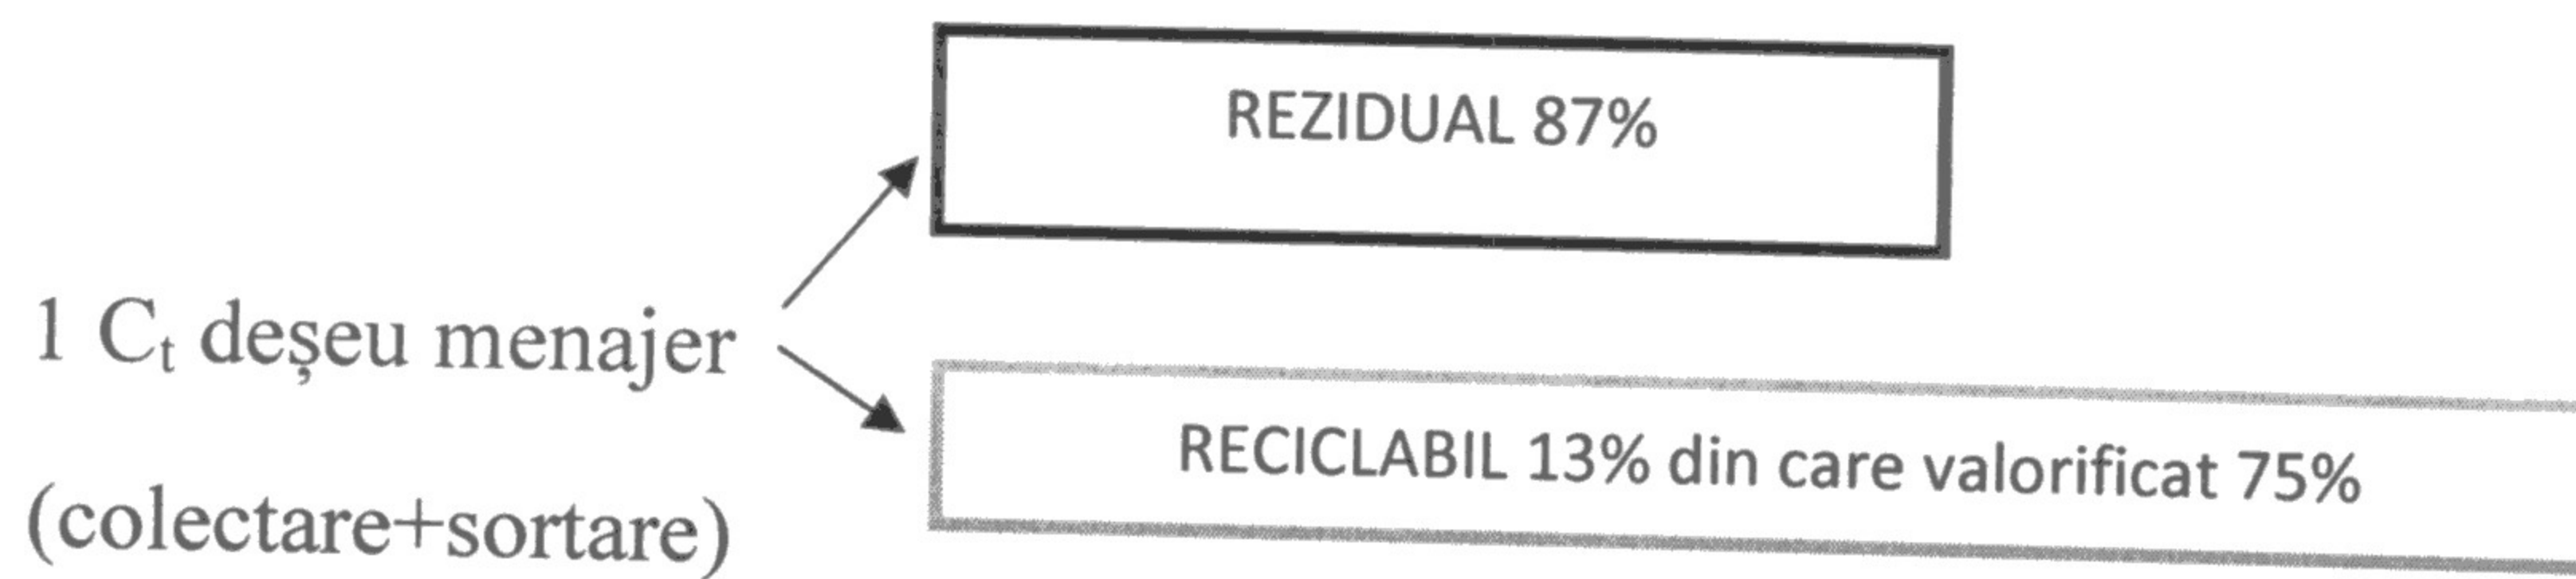 REZIDUAL 87%
1 Cₜ deșeu menajer
RECICLABIL 13% din care valorificat 75%
(colectare+sortare)